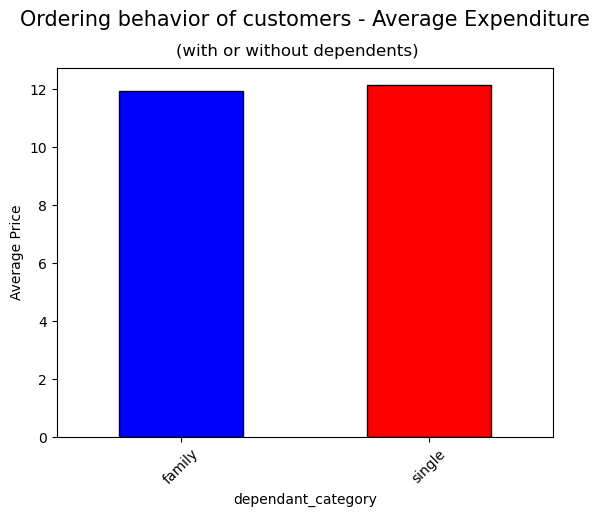 Ordering behavior of customers - Average Expenditure
(with or without dependents)
Average Price
12
10
8
6
4
2
0
family
single
dependant_category